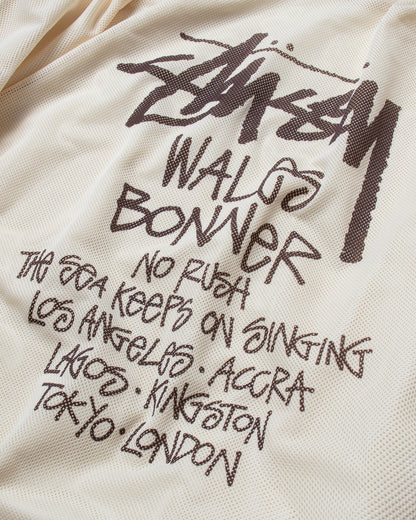 STÜSSY
WALES
BONNER
NO RUSH
THE SEA KEEPS ON SINGING
LOS ANGELES · ACCRA
LAGOS · KINGSTON
TOKYO · LONDON